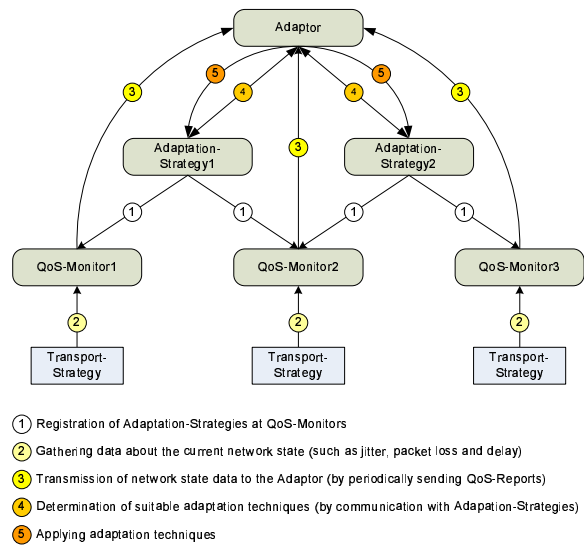 Adaptor
5
5
4
4
3
3
3
Adaptation-
Strategy1
Adaptation-
Strategy2
1
1
1
1
QoS-Monitor1
QoS-Monitor2
QoS-Monitor3
2
2
2
Transport-
Strategy
Transport-
Strategy
Transport-
Strategy
1 Registration of Adaptation-Strategies at QoS-Monitors
2 Gathering data about the current network state (such as jitter, packet loss and delay)
3 Transmission of network state data to the Adaptor (by periodically sending QoS-Reports)
4 Determination of suitable adaptation techniques (by communication with Adapation-Strategies)
5 Applying adaptation techniques